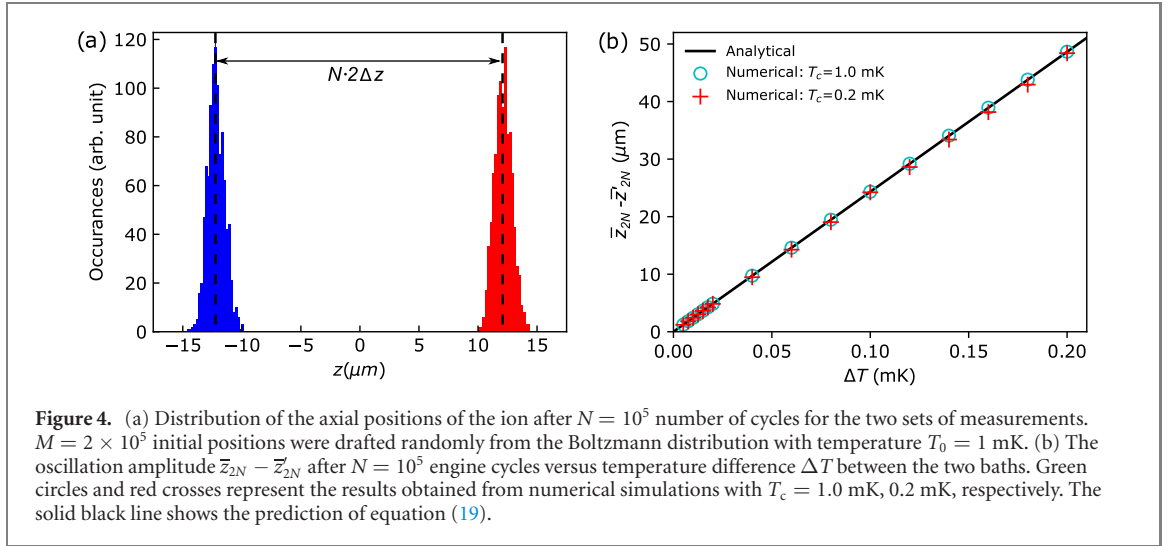 (a)
120
100
80
60
40
20
0
Occurances (arb. unit)
N·2Δz
−15
−10
−5
0
5
10
15
z(μm)
(b)
50
40
30
20
10
0
z̅2N -z̅'2N (μm)
Analytical
Numerical: Tc=1.0 mK
Numerical: Tc=0.2 mK
0.00
0.05
0.10
0.15
0.20
ΔT (mK)
Figure 4. (a) Distribution of the axial positions of the ion after N = 10⁵ number of cycles for the two sets of measurements.
M = 2 × 10⁵ initial positions were drafted randomly from the Boltzmann distribution with temperature T₀ = 1 mK. (b) The
oscillation amplitude z̅2N − z̅′2N after N = 10⁵ engine cycles versus temperature difference ΔT between the two baths. Green
circles and red crosses represent the results obtained from numerical simulations with Tc = 1.0 mK, 0.2 mK, respectively. The
solid black line shows the prediction of equation (19).